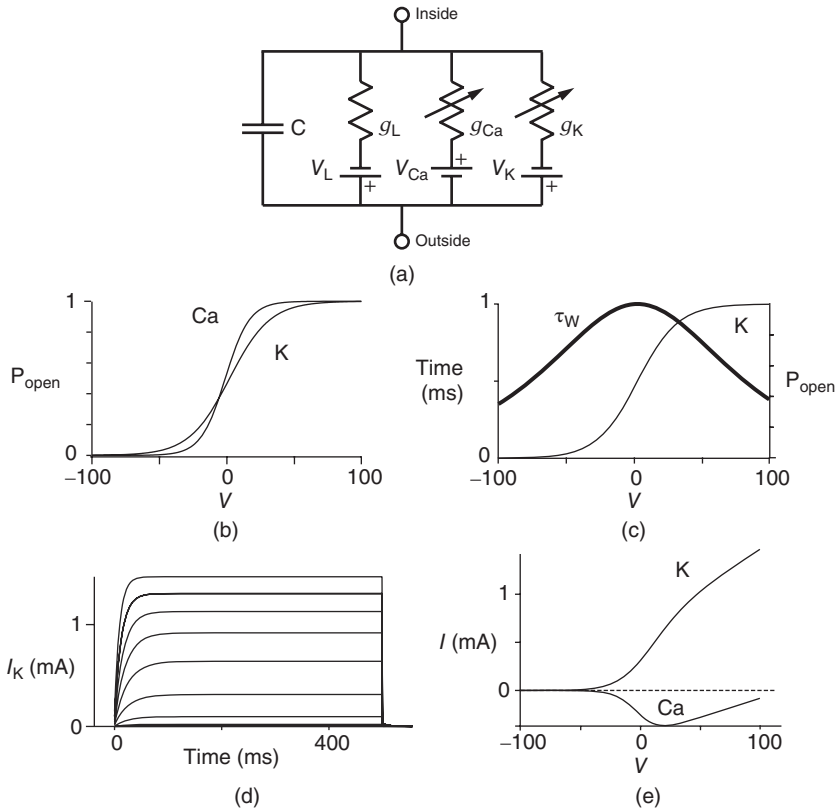 Inside
C
gL
gCa
gK
VL
+
VCa
+
VK
+
Outside
(a)
1
Ca
K
Popen
0
−100
0
100
V
(b)
1
τW
K
Time
(ms)
Popen
0
−100
0
100
V
(c)
1
IK (mA)
0
0
400
Time (ms)
(d)
K
1
I (mA)
0
Ca
−100
0
100
V
(e)